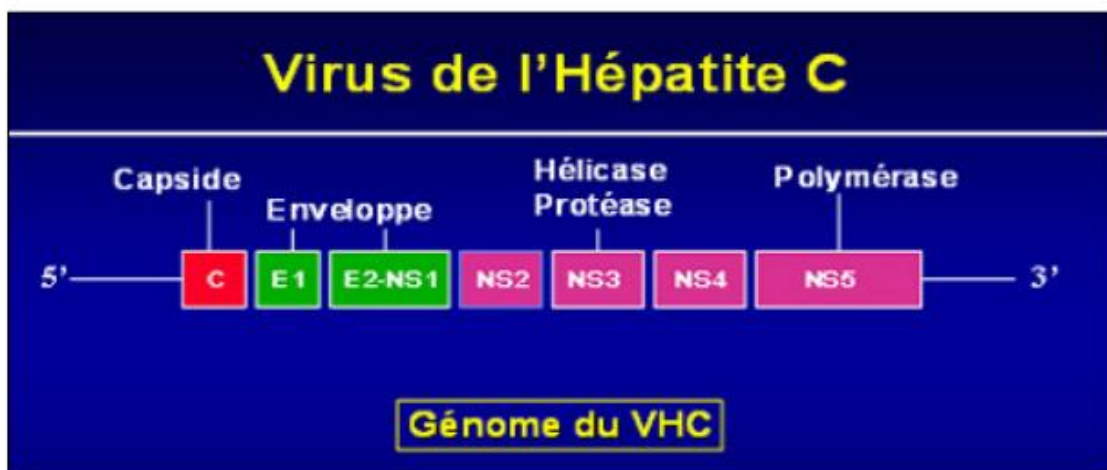 Virus de l'Hépatite C
Capside
Enveloppe
Hélicase
Protéase
Polymérase
5' C E1 E2-NS1 NS2 NS3 NS4 NS5 3'
Génome du VHC